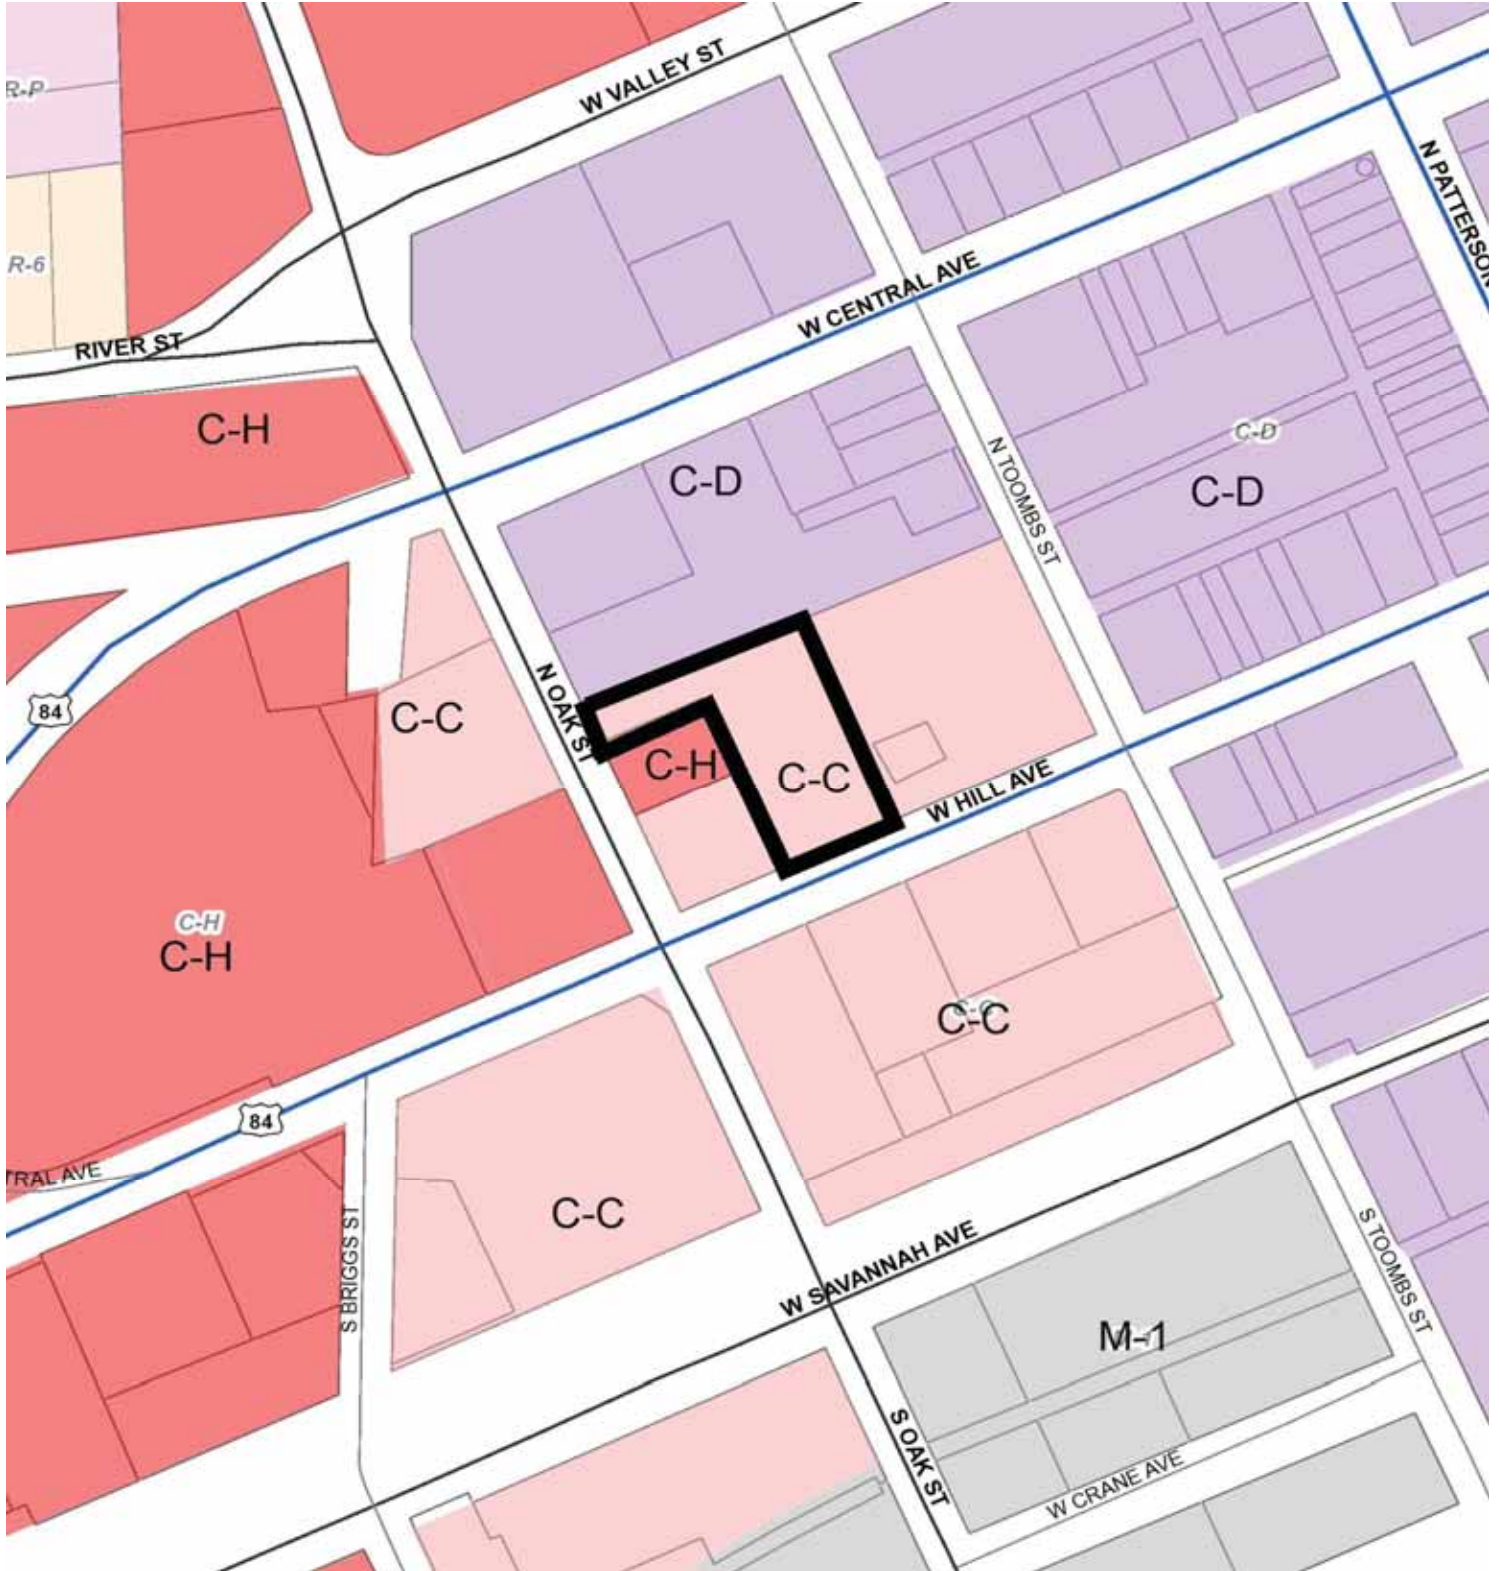 W VALLEY ST
R-P
N PATTERSON
R-6
W CENTRAL AVE
RIVER ST
C-H
C-D
C-D
C-D
N TOOMBS ST
84
C-C
N OAK ST
C-H
C-C
W HILL AVE
C-H
C-H
C-C
C-C
84
TRAL AVE
C-C
S BRIGGS ST
W SAVANNAH AVE
S TOOMBS ST
M-1
S OAK ST
W CRANE AVE